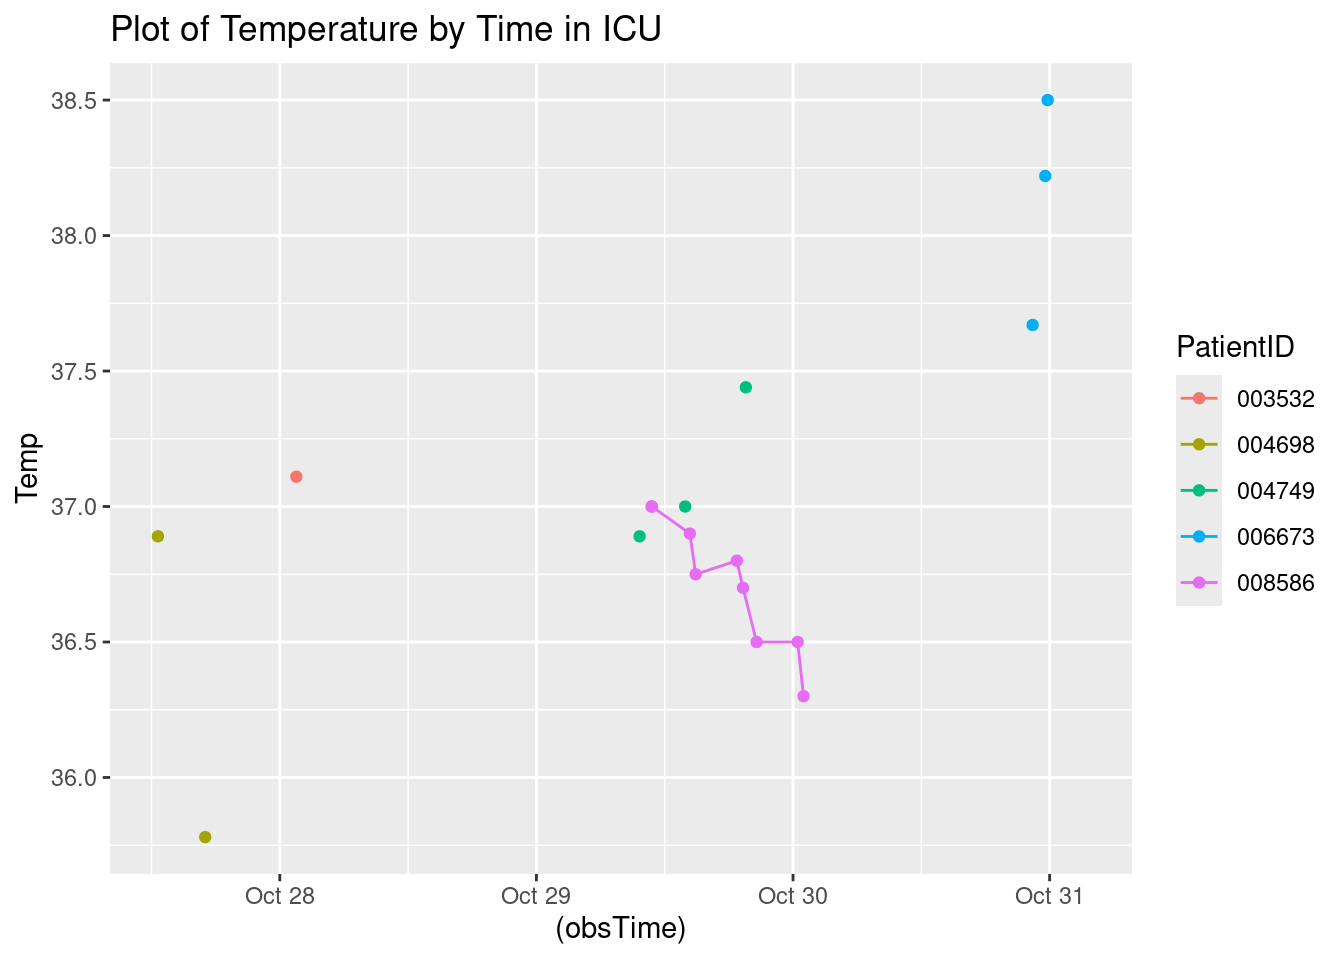 Plot of Temperature by Time in ICU
38.5
38.0
37.5
37.0
36.5
36.0
Temp
Oct 28
Oct 29
Oct 30
Oct 31
(obsTime)
PatientID
003532
004698
004749
006673
008586